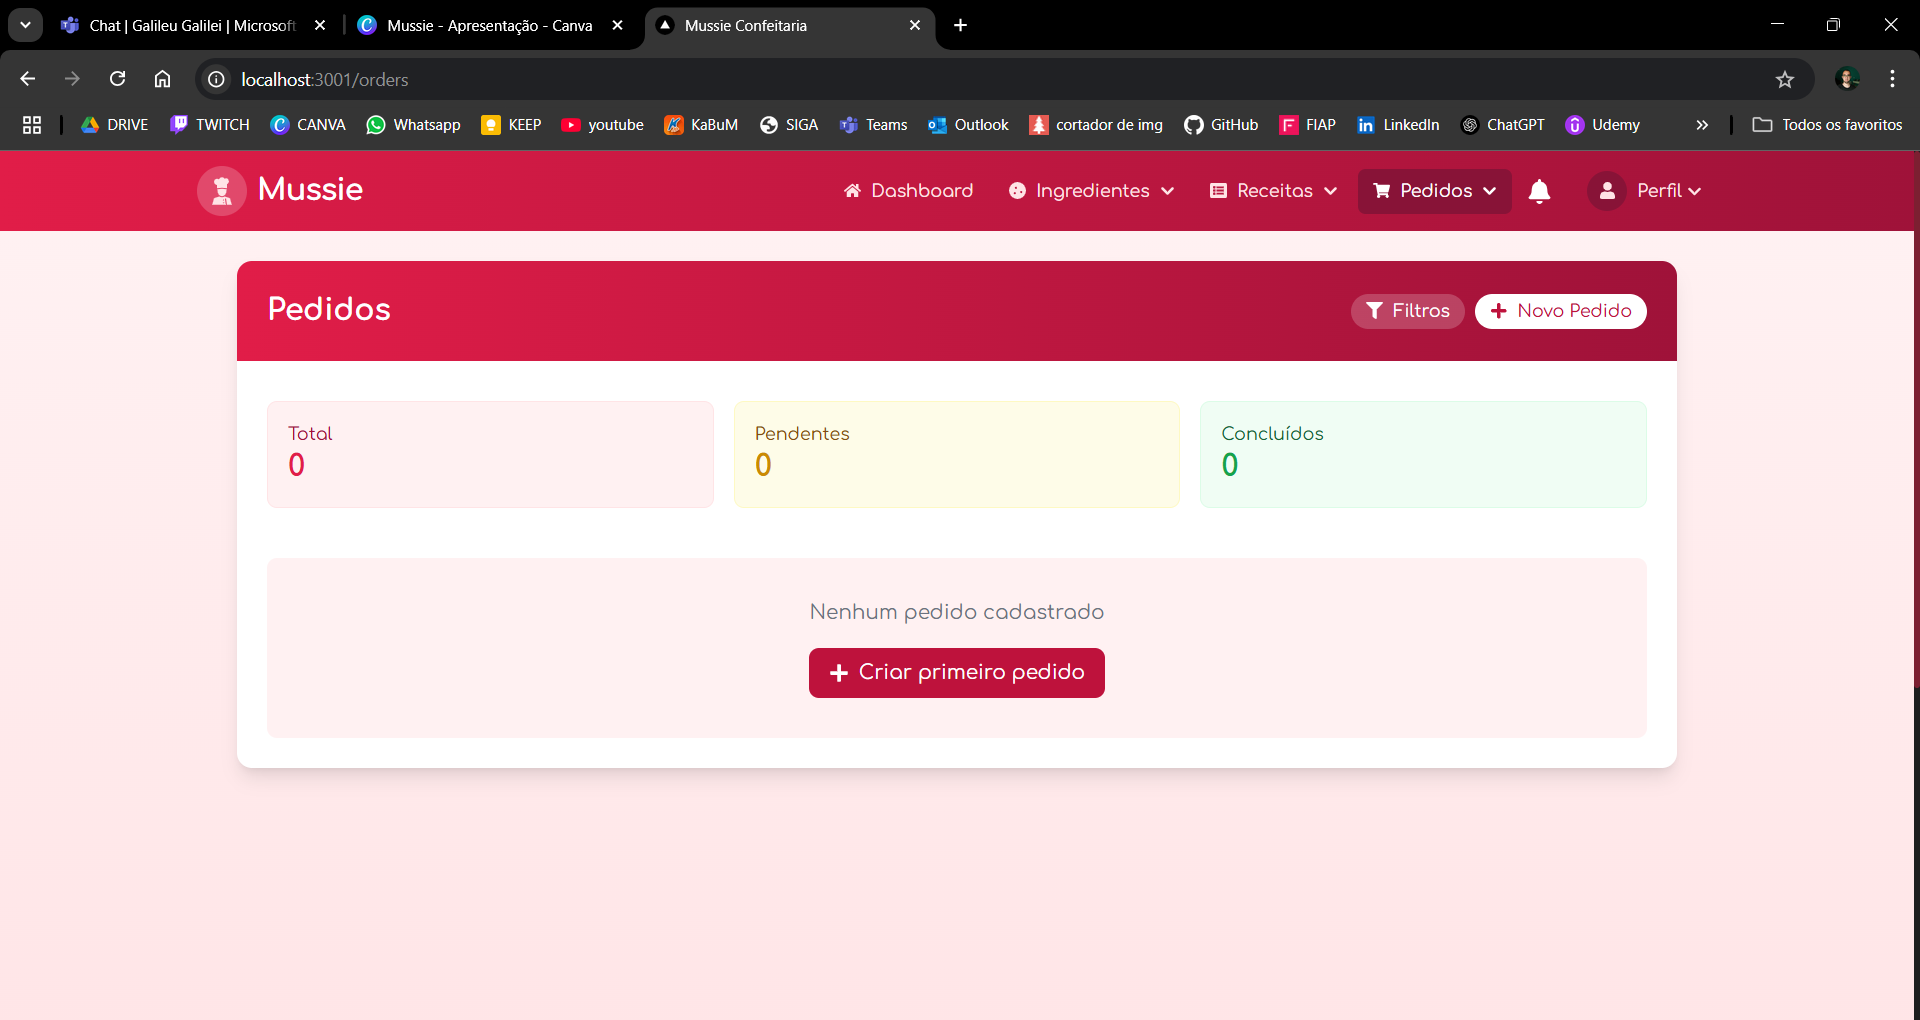 Chat | Galileu Galilei | Microsoft
Mussie - Apresentação - Canva
Mussie Confeitaria
localhost:3001/orders
DRIVE TWITCH CANVA Whatsapp KEEP youtube KaBuM SIGA Teams Outlook cortador de img GitHub FIAP LinkedIn ChatGPT Udemy » Todos os favoritos
Mussie Dashboard Ingredientes Receitas Pedidos Perfil
Pedidos Filtros + Novo Pedido
Total Pendentes Concluídos
0 0 0
Nenhum pedido cadastrado
+ Criar primeiro pedido